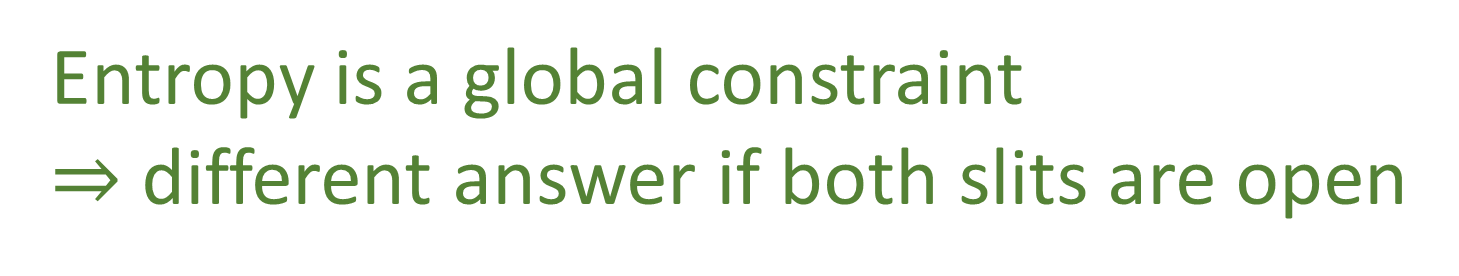 Entropy is a global constraint
⇒ different answer if both slits are open